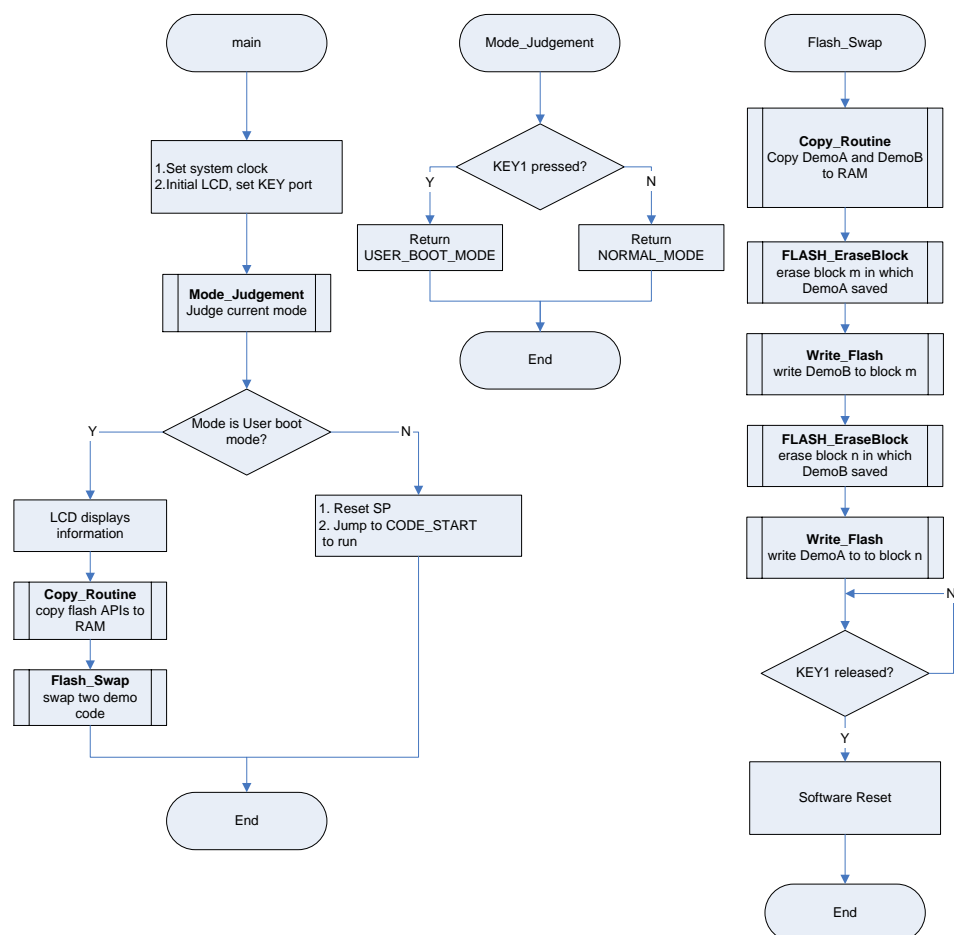 main
1.Set system clock
2.Initial LCD, set KEY port
Mode_Judgement
Judge current mode
Mode is User boot
mode?
Y
N
LCD displays
information
Copy_Routine
copy flash APIs to
RAM
Flash_Swap
swap two demo
code
1. Reset SP
2. Jump to CODE_START
to run
End
Mode_Judgement
KEY1 pressed?
Y
N
Return
USER_BOOT_MODE
Return
NORMAL_MODE
End
Flash_Swap
Copy_Routine
Copy DemoA and DemoB
to RAM
FLASH_EraseBlock
erase block m in which
DemoA saved
Write_Flash
write DemoB to block m
FLASH_EraseBlock
erase block n in which
DemoB saved
Write_Flash
write DemoA to to block n
N
KEY1 released?
Y
Software Reset
End